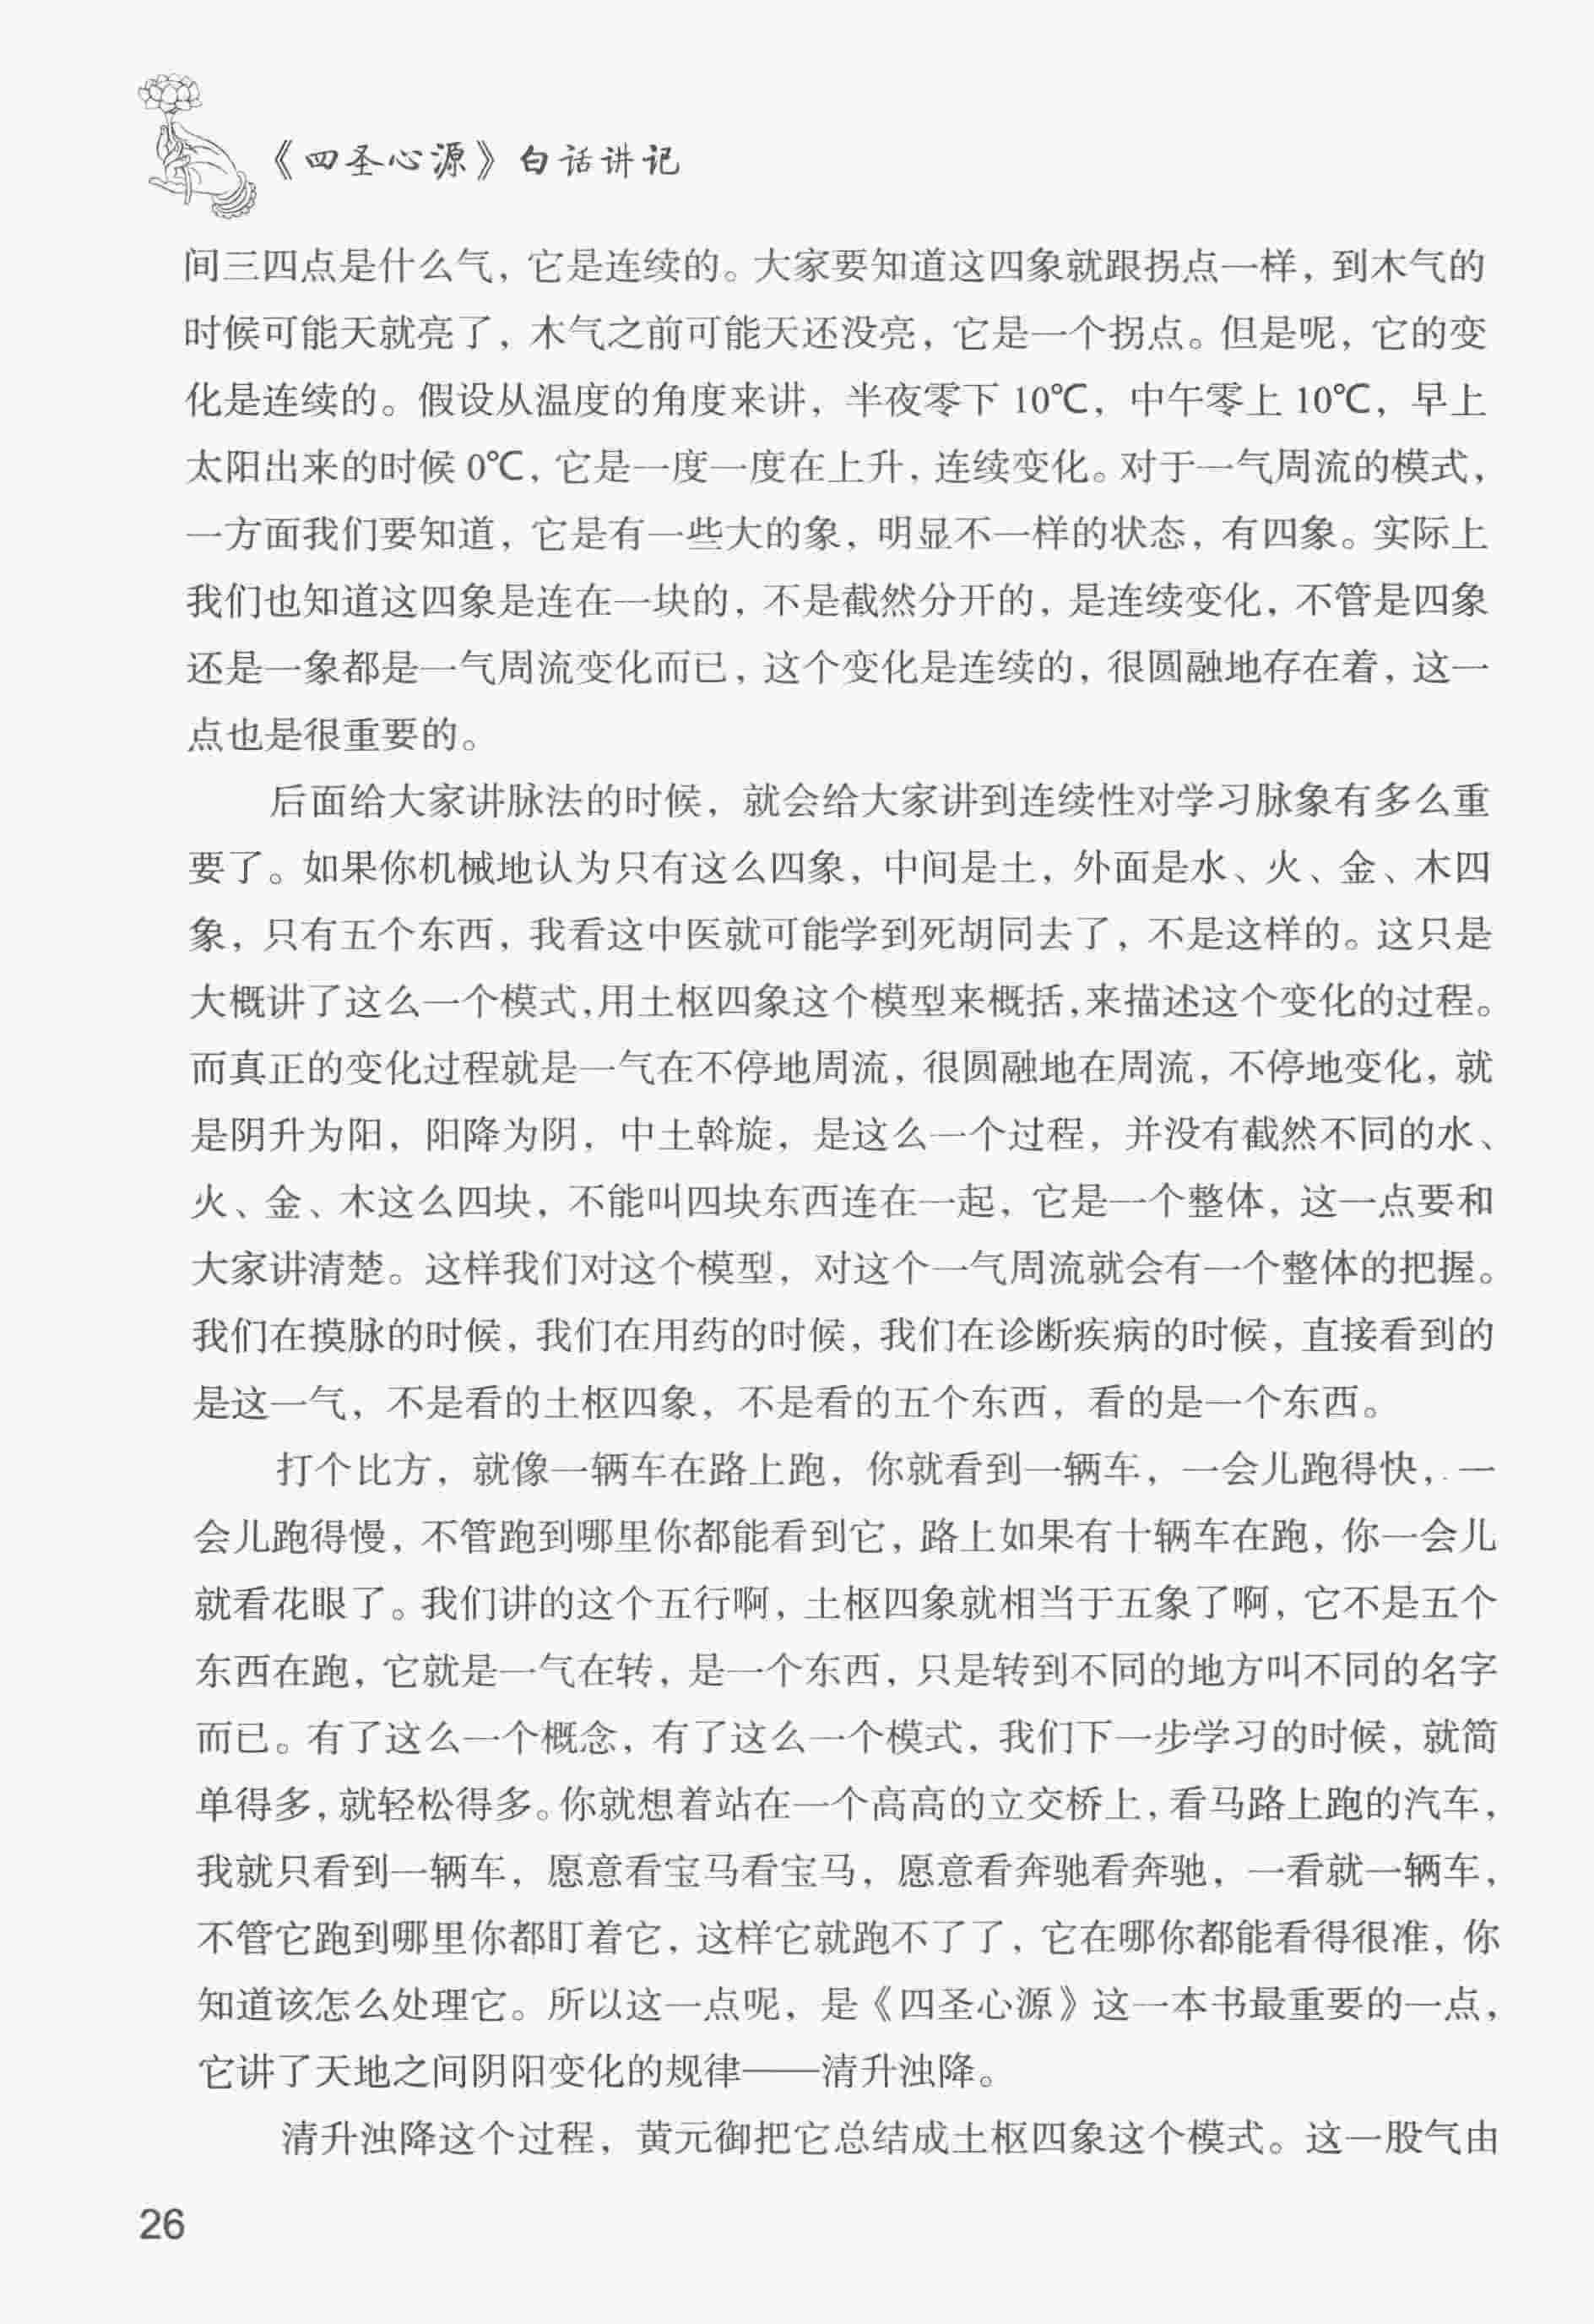 《四圣心源》白话讲记
间三四点是什么气，它是连续的。大家要知道这四象就跟拐点一样，到木气的
时候可能天就亮了，木气之前可能天还没亮，它是一个拐点。但是呢，它的变
化是连续的。假设从温度的角度来讲，半夜零下 10℃，中午零上 10℃，早上
太阳出来的时候 0℃，它是一度一度在上升，连续变化。对于一气周流的模式，
一方面我们要知道，它是有一些大的象，明显不一样的状态，有四象。实际上
我们也知道这四象是连在一块的，不是截然分开的，是连续变化，不管是四象
还是一象都是一气周流变化而已，这个变化是连续的，很圆融地存在着，这一
点也是很重要的。
后面给大家讲脉法的时候，就会给大家讲到连续性对学习脉象有多么重
要了。如果你机械地认为只有这么四象，中间是土，外面是水、火、金、木四
象，只有五个东西，我看这中医就可能学到死胡同去了，不是这样的。这只是
大概讲了这么一个模式，用土枢四象这个模型来概括，来描述这个变化的过程。
而真正的变化过程就是一气在不停地周流，很圆融地在周流，不停地变化，就
是阴升为阳，阳降为阴，中土斡旋，是这么一个过程，并没有截然不同的水、
火、金、木这么四块，不能叫四块东西连在一起，它是一个整体，这一点要和
大家讲清楚。这样我们对这个模型，对这个一气周流就会有一个整体的把握。
我们在摸脉的时候，我们在用药的时候，我们在诊断疾病的时候，直接看到的
是这一气，不是看的土枢四象，不是看的五个东西，看的是一个东西。
打个比方，就像一辆车在路上跑，你就看到一辆车，一会儿跑得快，一
会儿跑得慢，不管跑到哪里你都能看到它，路上如果有十辆车在跑，你一会儿
就看花眼了。我们讲的这个五行啊，土枢四象就相当于五象了啊，它不是五个
东西在跑，它就是一气在转，是一个东西，只是转到不同的地方叫不同的名字
而已。有了这么一个概念，有了这么一个模式，我们下一步学习的时候，就简
单得多，就轻松得多。你就想着站在一个高高的立交桥上，看马路上跑的汽车，
我就只看到一辆车，愿意看宝马看宝马，愿意看奔驰看奔驰，一看就一辆车，
不管它跑到哪里你都盯着它，这样它就跑不了了，它在哪你都能看得很准，你
知道该怎么处理它。所以这一点呢，是《四圣心源》这一本书最重要的一点，
它讲了天地之间阴阳变化的规律——清升浊降。
清升浊降这个过程，黄元御把它总结成土枢四象这个模式。这一股气由
26